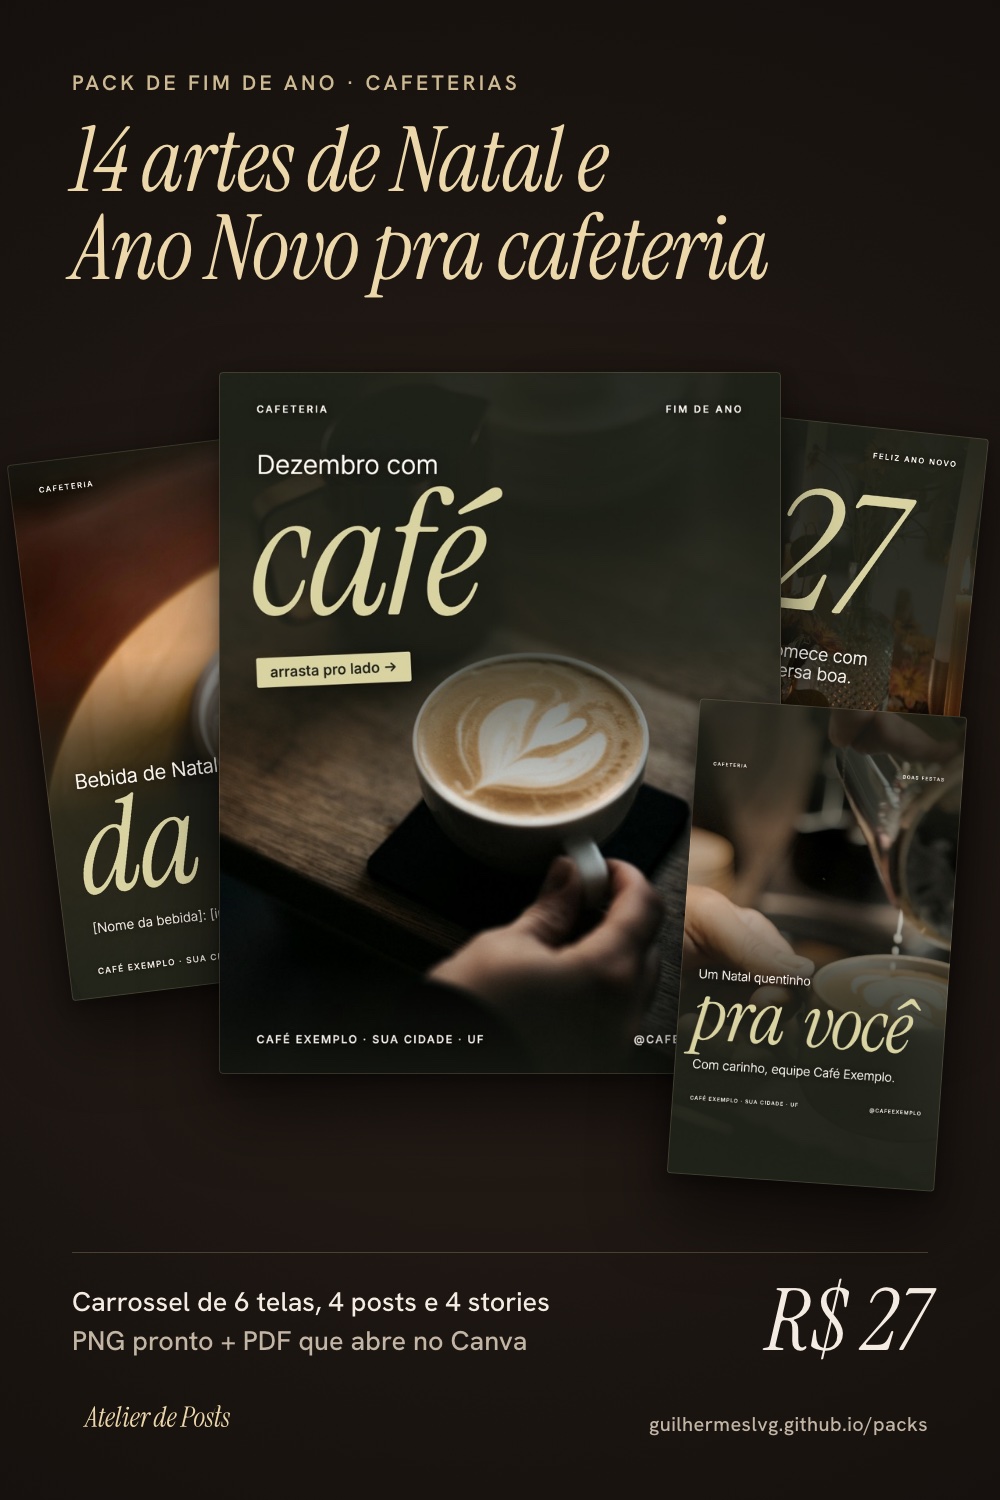 PACK DE FIM DE ANO · CAFETERIAS
14 artes de Natal e
Ano Novo pra cafeteria
CAFETERIA
Bebida de Natal
da
[Nome da bebida]:
CAFÉ EXEMPLO · SUA
CAFETERIA
FIM DE ANO
Dezembro com
café
arrasta pro lado →
CAFÉ EXEMPLO · SUA CIDADE · UF
FELIZ ANO NOVO
27
com
boa.
CAFETERIA
BOAS FESTAS
Um Natal quentinho
pra você
Com carinho, equipe Café Exemplo.
CAFÉ EXEMPLO · SUA CIDADE · UF
@CAFEEXEMPLO
Carrossel de 6 telas, 4 posts e 4 stories
PNG pronto + PDF que abre no Canva
R$ 27
Atelier de Posts
guilhermeslvg.github.io/packs